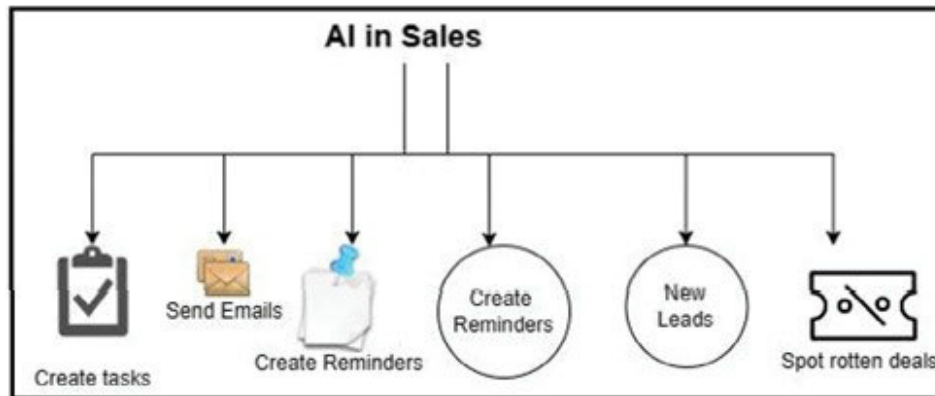 AI in Sales
Create tasks
Send Emails
Create Reminders
Create
Reminders
New
Leads
Spot rotten deals